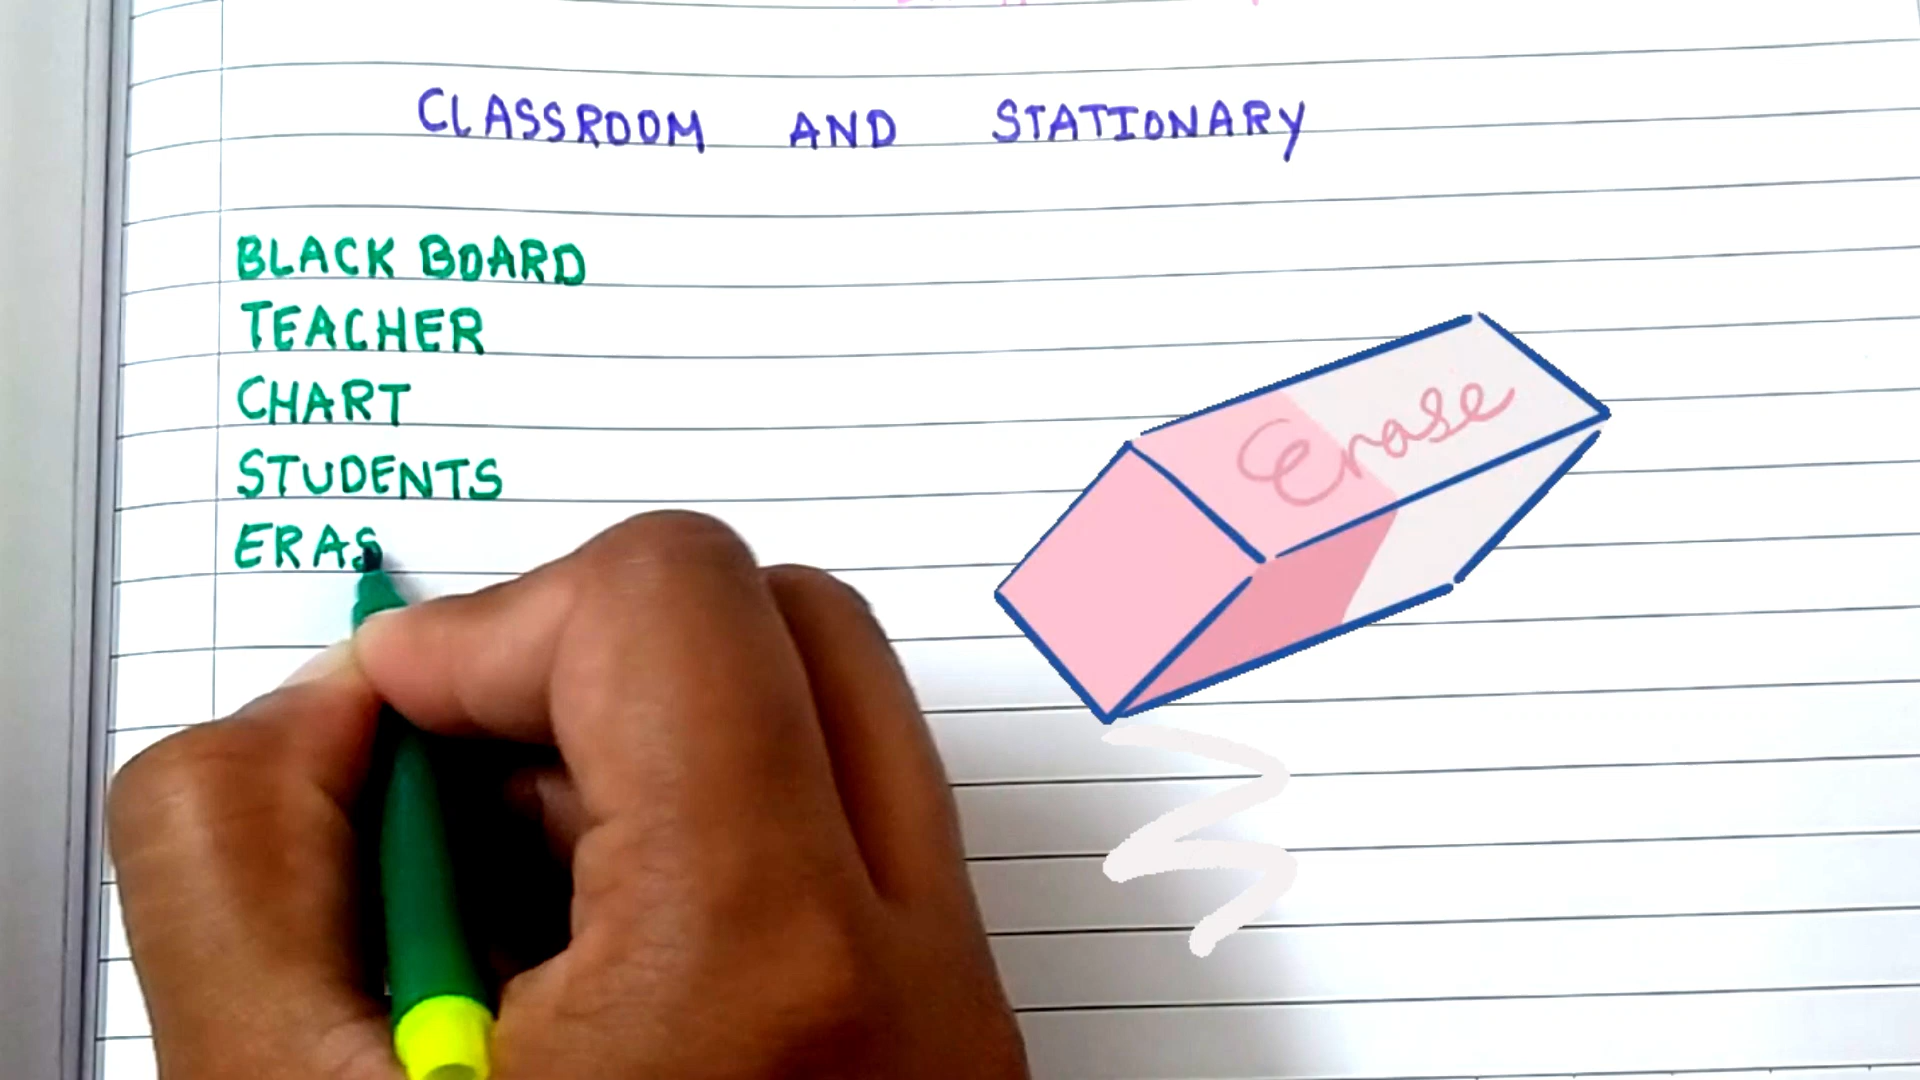 CLASSROOM AND STATIONARY
BLACK BOARD
TEACHER
CHART
STUDENTS
ERAS
Erase